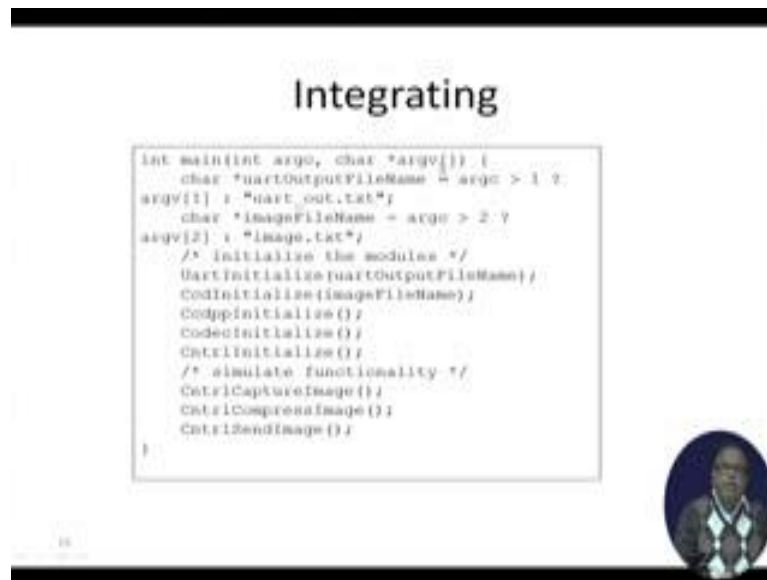 Integrating
int main(int argc, char *argv[]) {
char *uartOutputFileName = argc > 1 ?
argv[1] : "uart_out.txt";
char *imageFileName = argc > 2 ?
argv[2] : "image.txt";
/* initialize the modules */
UartInitialize(uartOutputFileName);
CcdInitialize(imageFileName);
CcdppInitialize();
CodecInitialize();
CntrlInitialize();
/* simulate functionality */
CntrlCaptureImage();
CntrlCompressImage();
CntrlSendImage();
}